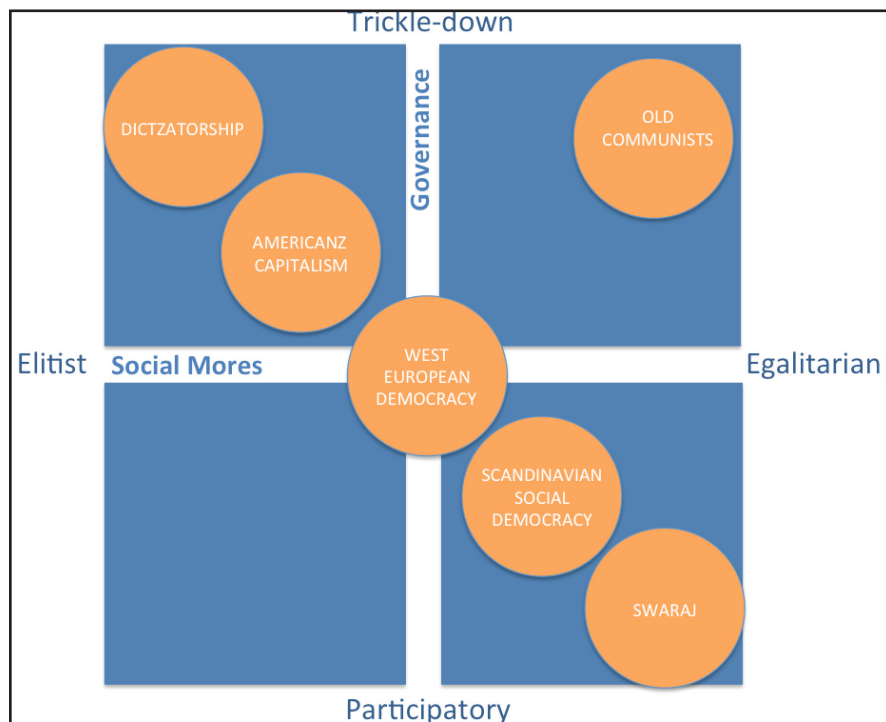 Trickle-down
Governance
DICTZATORSHIP
OLD
COMMUNISTS
AMERICANZ
CAPITALISM
Elitist
Social Mores
WEST
EUROPEAN
DEMOCRACY
Egalitarian
SCANDINAVIAN
SOCIAL
DEMOCRACY
SWARAJ
Participatory